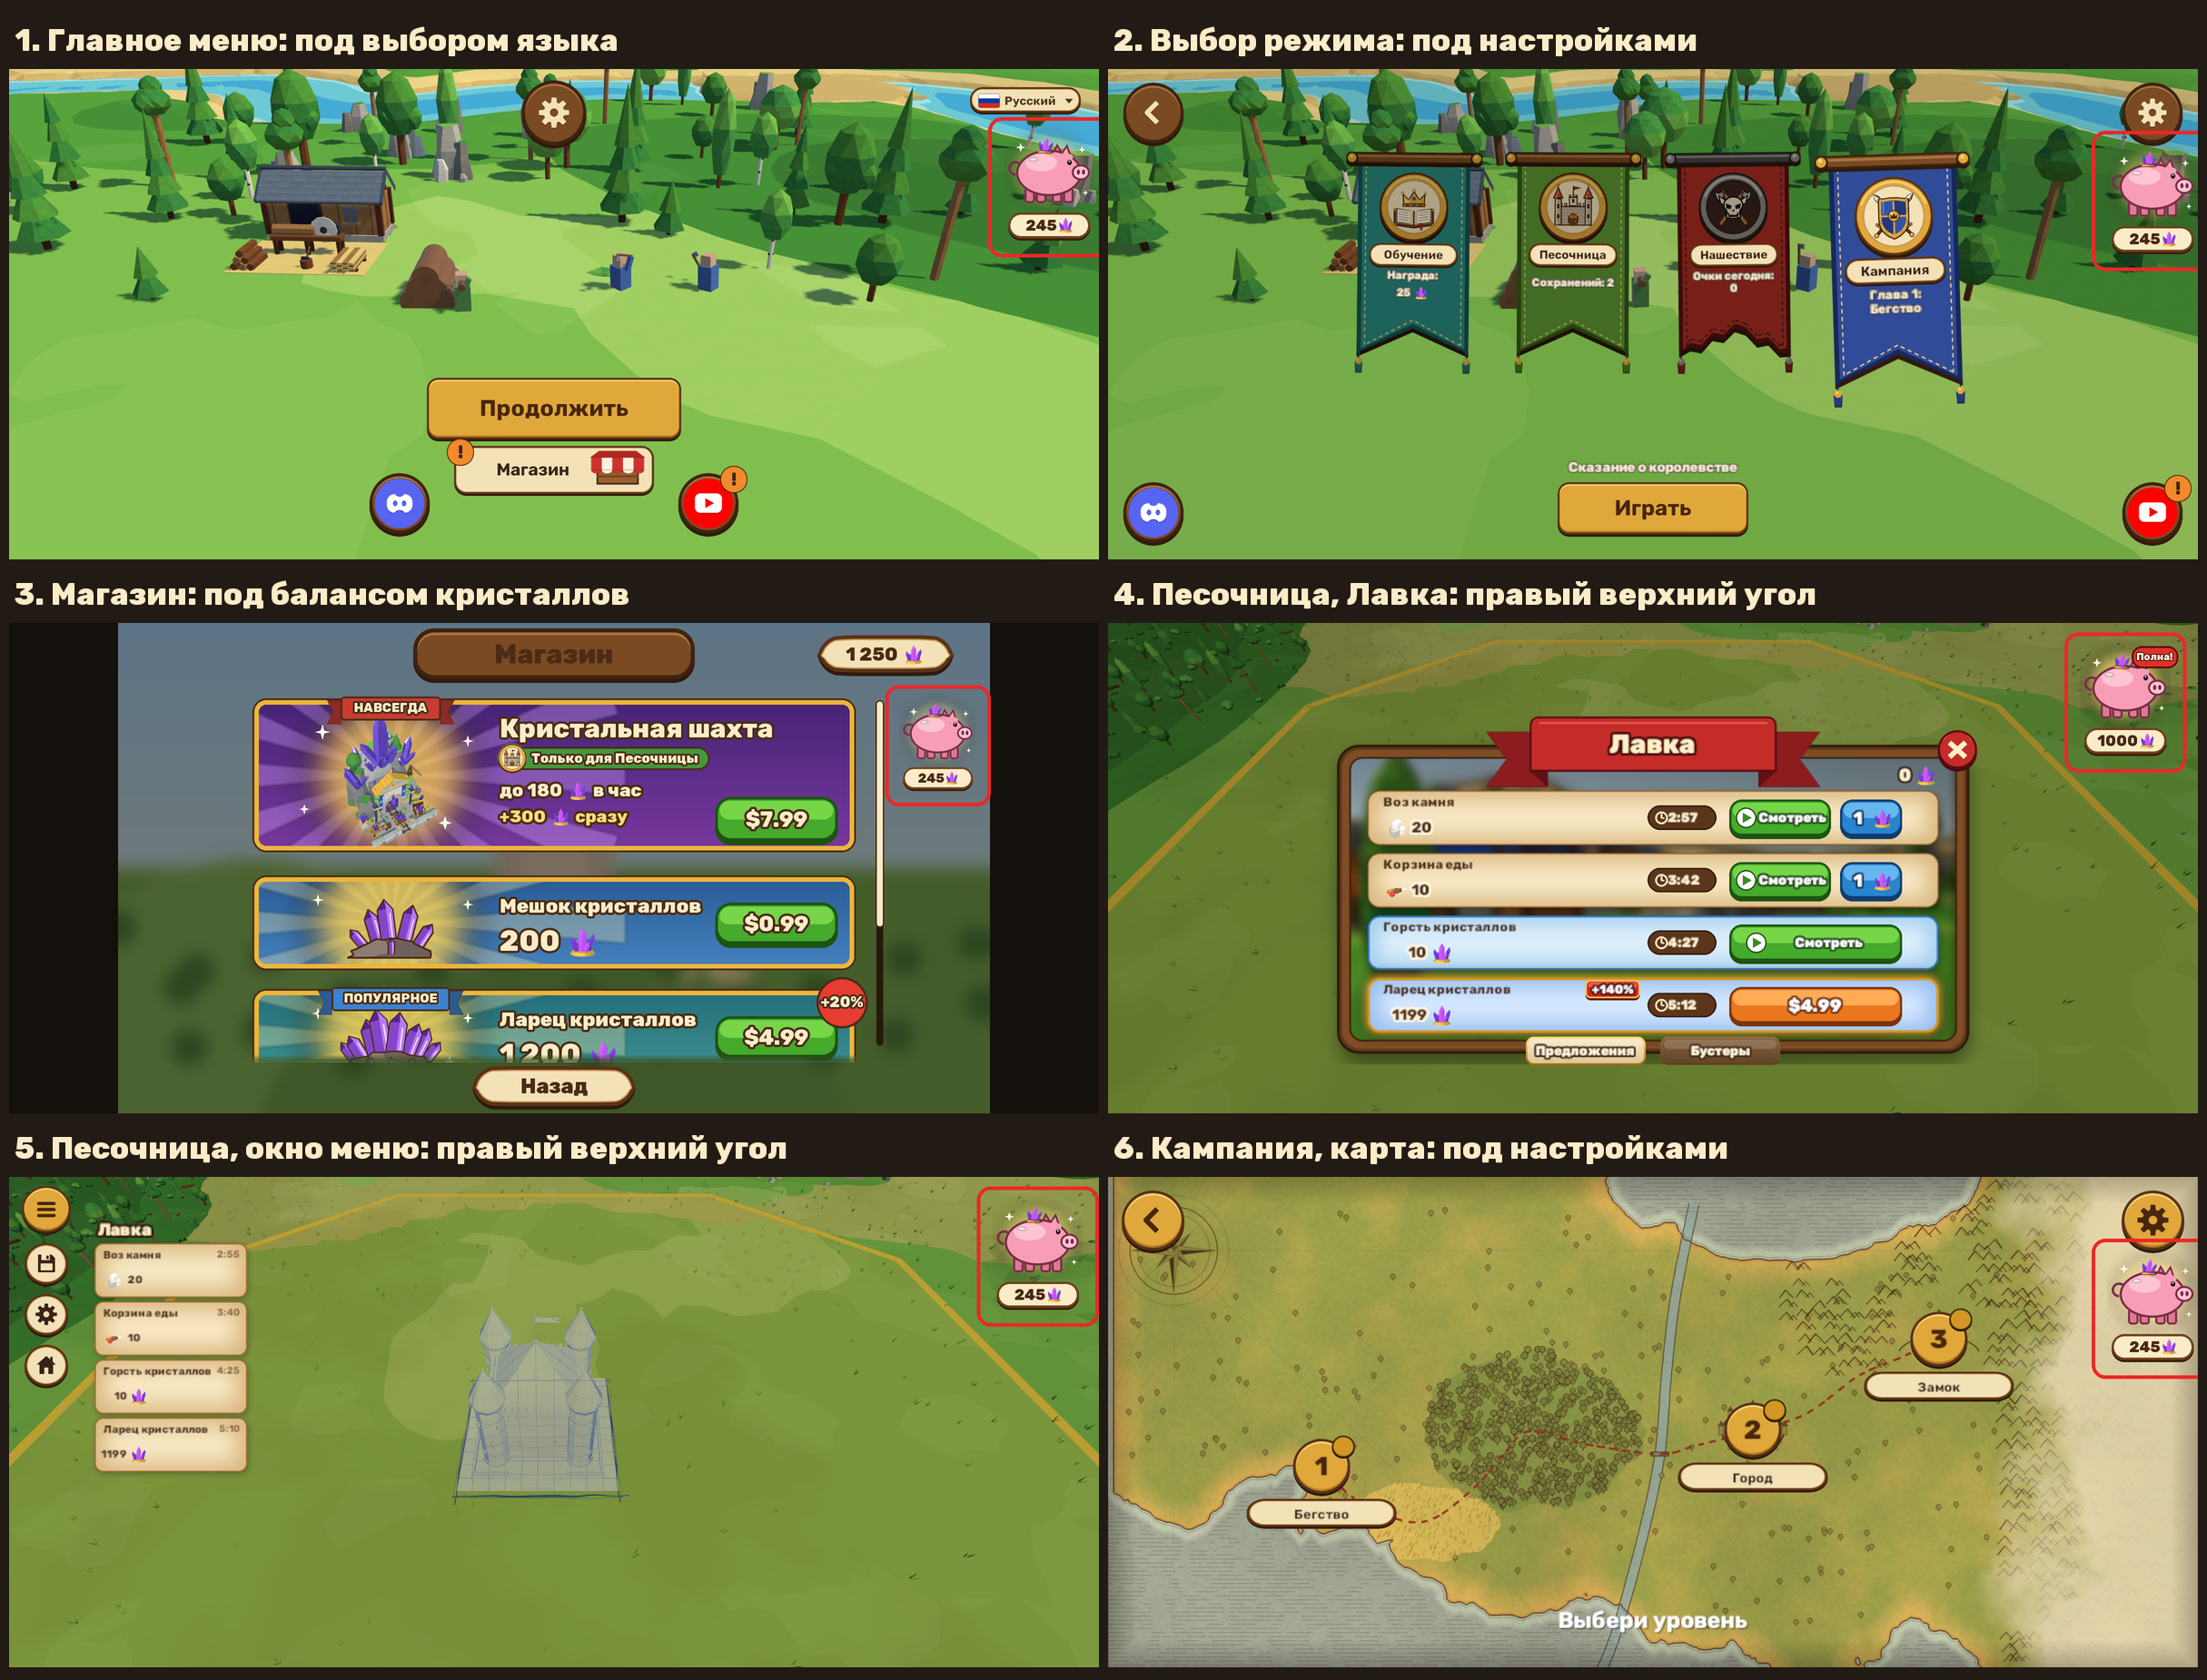 1. Главное меню: под выбором языка
Русский
245
Продолжить
!
Магазин
!
2. Выбор режима: под настройками
Обучение
Награда:
25
Песочница
Сохранений: 2
Нашествие
Очки сегодня:
0
Кампания
Глава 1:
Бегство
245
Сказание о королевстве
Играть
!
3. Магазин: под балансом кристаллов
Магазин
1 250
НАВСЕГДА
Кристальная шахта
Только для Песочницы
до 180 в час
+300 сразу
$7.99
245
Мешок кристаллов
200
$0.99
ПОПУЛЯРНОЕ
+20%
Ларец кристаллов
1200
$4.99
Назад
4. Песочница, Лавка: правый верхний угол
Полна!
1000
Лавка
0
Воз камня
20
2:57
Смотреть
1
Корзина еды
10
3:42
Смотреть
1
Горсть кристаллов
10
4:27
Смотреть
Ларец кристаллов
1199
+140%
5:12
$4.99
Предложения
Бустеры
5. Песочница, окно меню: правый верхний угол
Лавка
Воз камня 2:55
20
Корзина еды 3:40
10
Горсть кристаллов 4:25
10
Ларец кристаллов 5:10
1199
245
6. Кампания, карта: под настройками
245
3
Замок
2
Город
1
Бегство
Выбери уровень